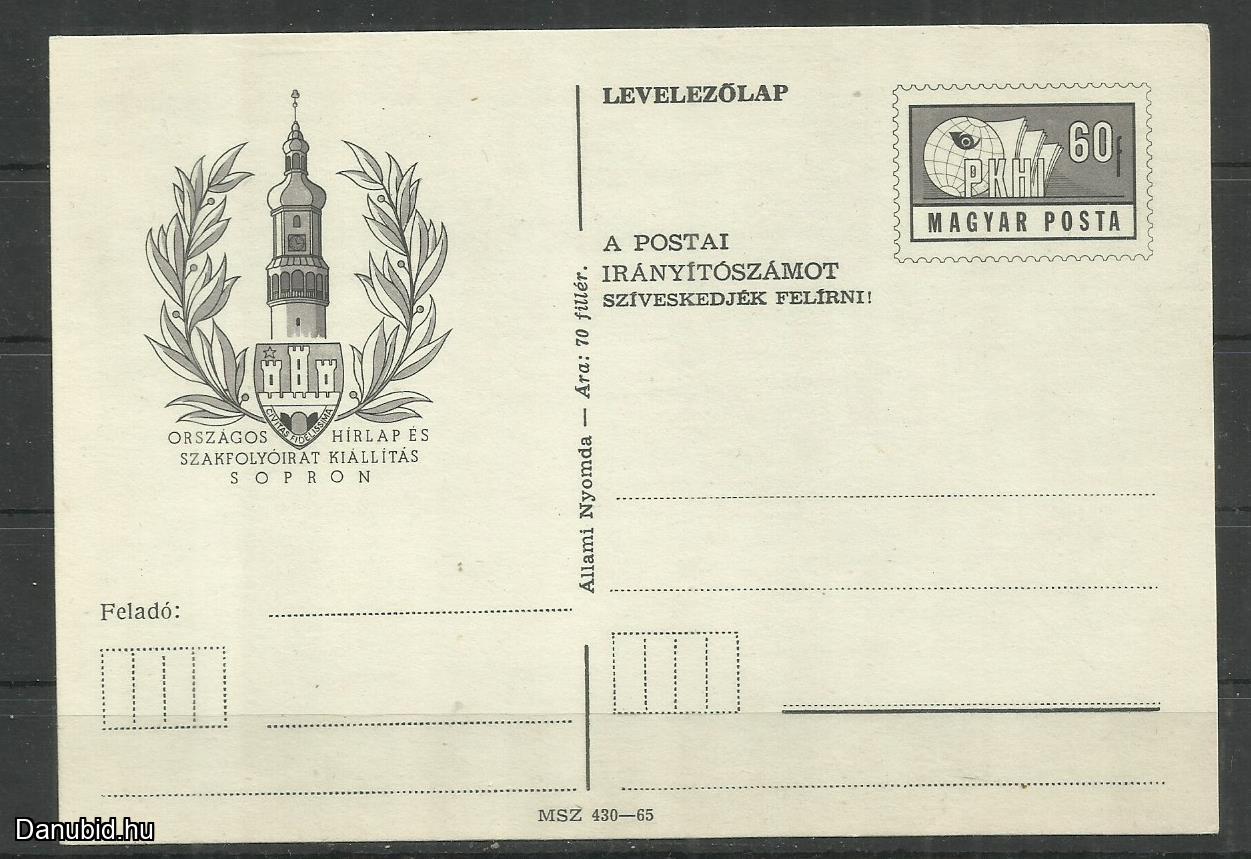 LEVELEZŐLAP
PKHI
60f
MAGYAR POSTA
A POSTAI
IRÁNYÍTÓSZÁMOT
SZÍVESKEDJÉK FELÍRNI!
CIVITAS FIDELISSIMA
ORSZÁGOS HÍRLAP ÉS
SZAKFOLYÓIRAT KIÁLLÍTÁS
SOPRON
Állami Nyomda — Ára: 70 fillér.
Feladó:
MSZ 430—65
Danubid.hu